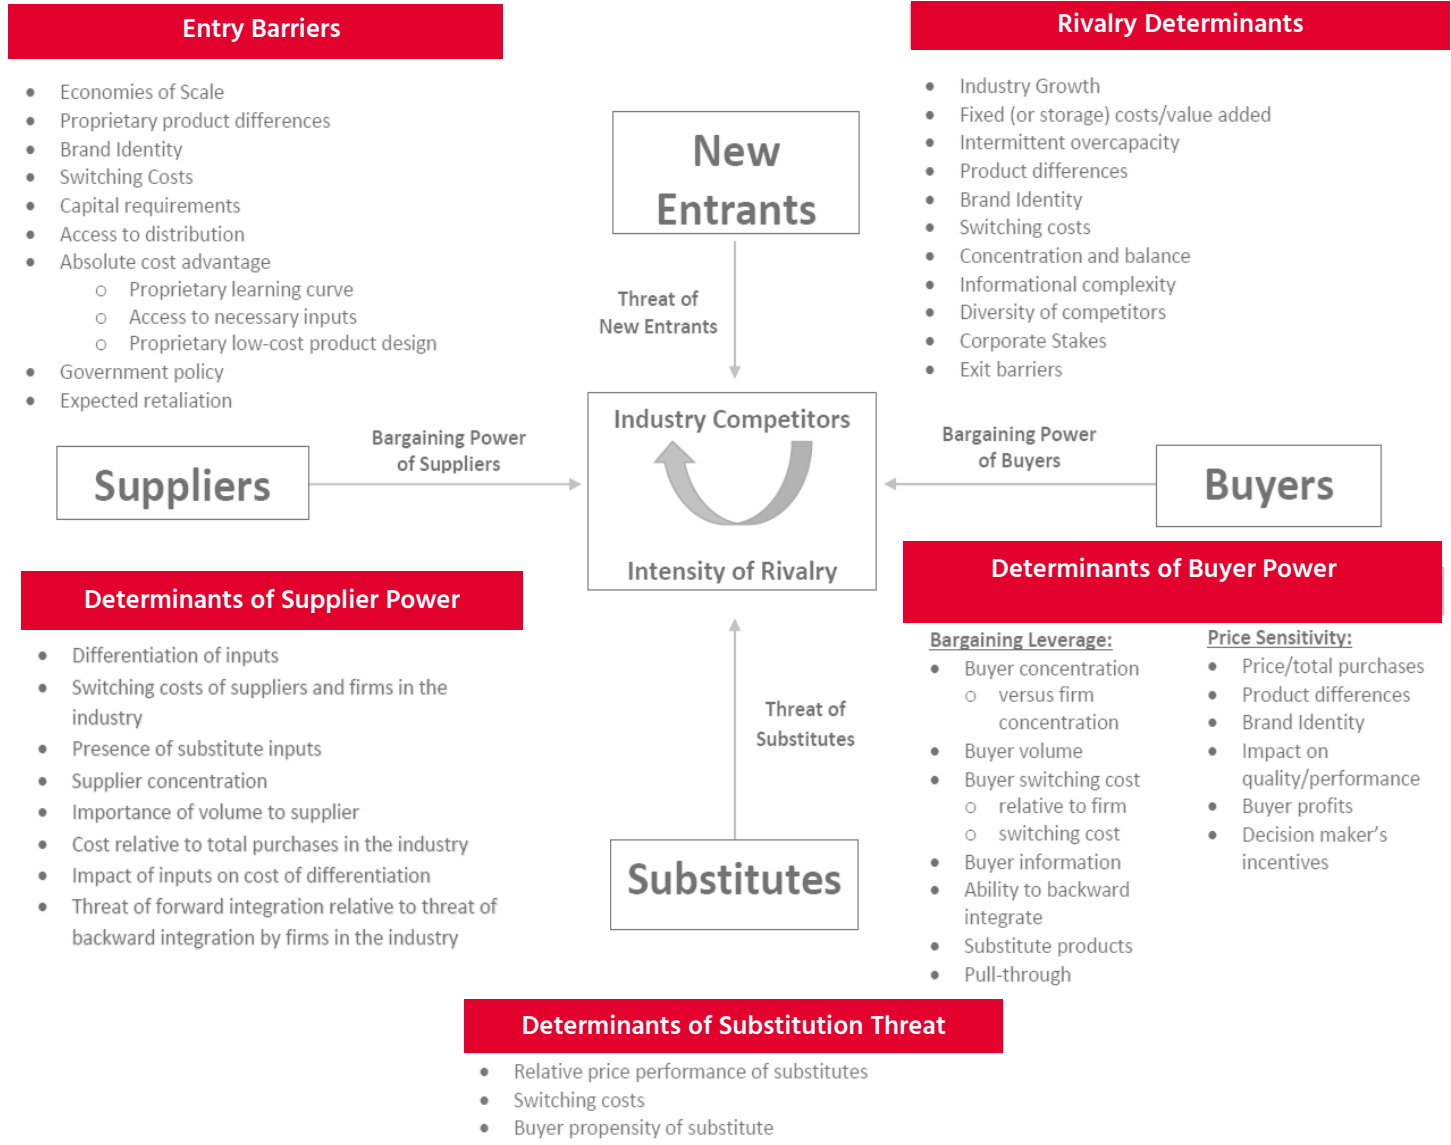 Entry Barriers
• Economies of Scale
• Proprietary product differences
• Brand Identity
• Switching Costs
• Capital requirements
• Access to distribution
• Absolute cost advantage
o Proprietary learning curve
o Access to necessary inputs
o Proprietary low-cost product design
• Government policy
• Expected retaliation
Rivalry Determinants
• Industry Growth
• Fixed (or storage) costs/value added
• Intermittent overcapacity
• Product differences
• Brand Identity
• Switching costs
• Concentration and balance
• Informational complexity
• Diversity of competitors
• Corporate Stakes
• Exit barriers
New
Entrants
Threat of
New Entrants
Suppliers
Bargaining Power
of Suppliers
Industry Competitors
Intensity of Rivalry
Bargaining Power
of Buyers
Buyers
Determinants of Supplier Power
• Differentiation of inputs
• Switching costs of suppliers and firms in the
industry
• Presence of substitute inputs
• Supplier concentration
• Importance of volume to supplier
• Cost relative to total purchases in the industry
• Impact of inputs on cost of differentiation
• Threat of forward integration relative to threat of
backward integration by firms in the industry
Threat of
Substitutes
Substitutes
Determinants of Buyer Power
Bargaining Leverage:
• Buyer concentration
o versus firm
concentration
• Buyer volume
• Buyer switching cost
o relative to firm
o switching cost
• Buyer information
• Ability to backward
integrate
• Substitute products
• Pull-through
Price Sensitivity:
• Price/total purchases
• Product differences
• Brand Identity
• Impact on
quality/performance
• Buyer profits
• Decision maker's
incentives
Determinants of Substitution Threat
• Relative price performance of substitutes
• Switching costs
• Buyer propensity of substitute